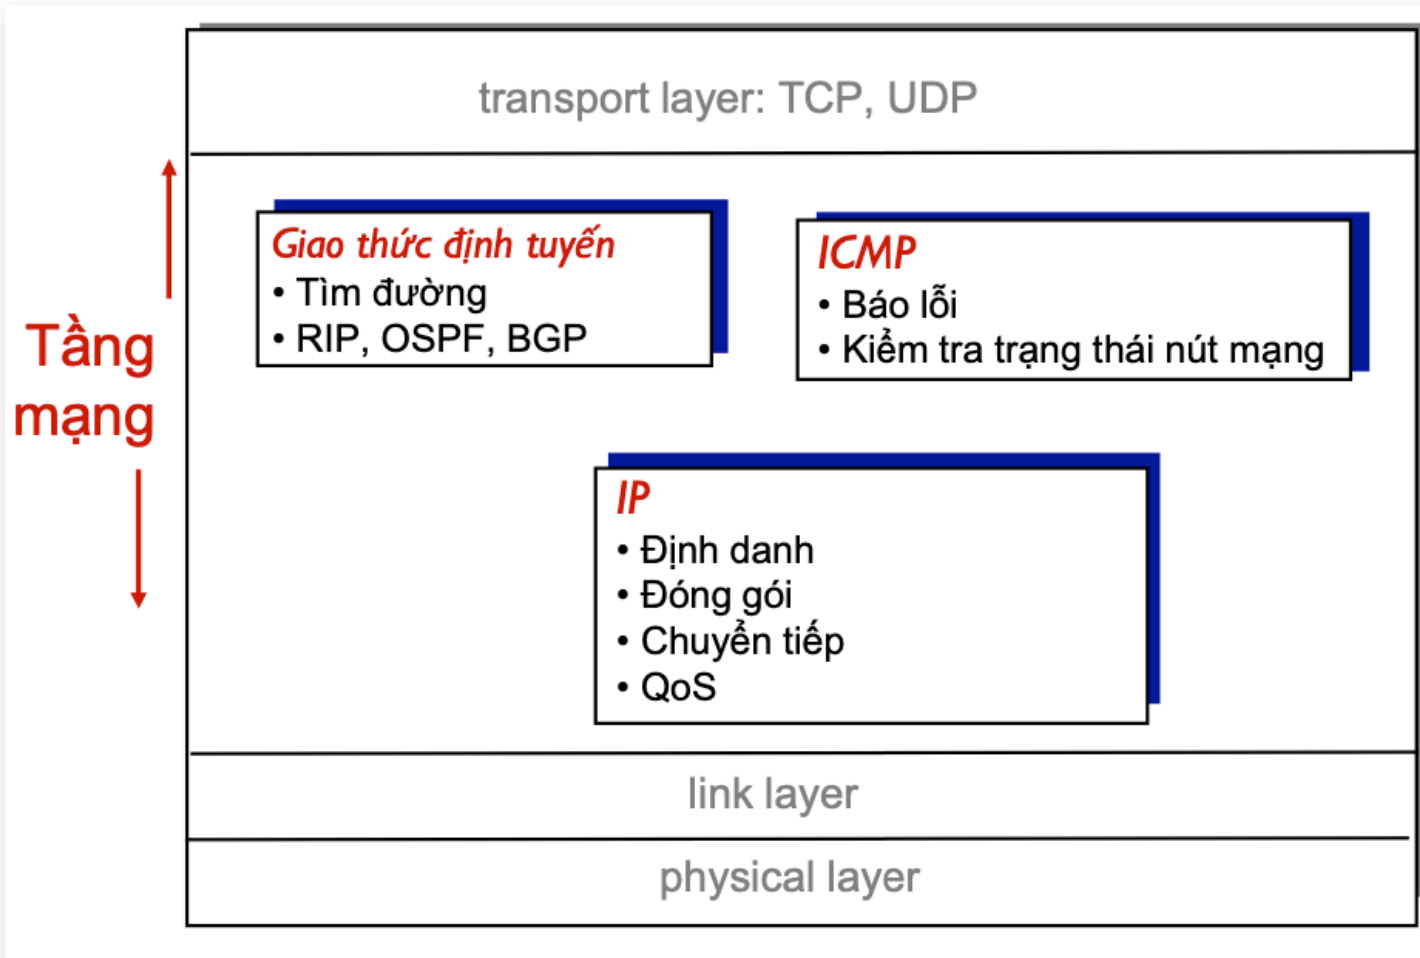 transport layer: TCP, UDP
Tầng
mạng
Giao thức định tuyến
• Tìm đường
• RIP, OSPF, BGP
ICMP
• Báo lỗi
• Kiểm tra trạng thái nút mạng
IP
• Định danh
• Đóng gói
• Chuyển tiếp
• QoS
link layer
physical layer